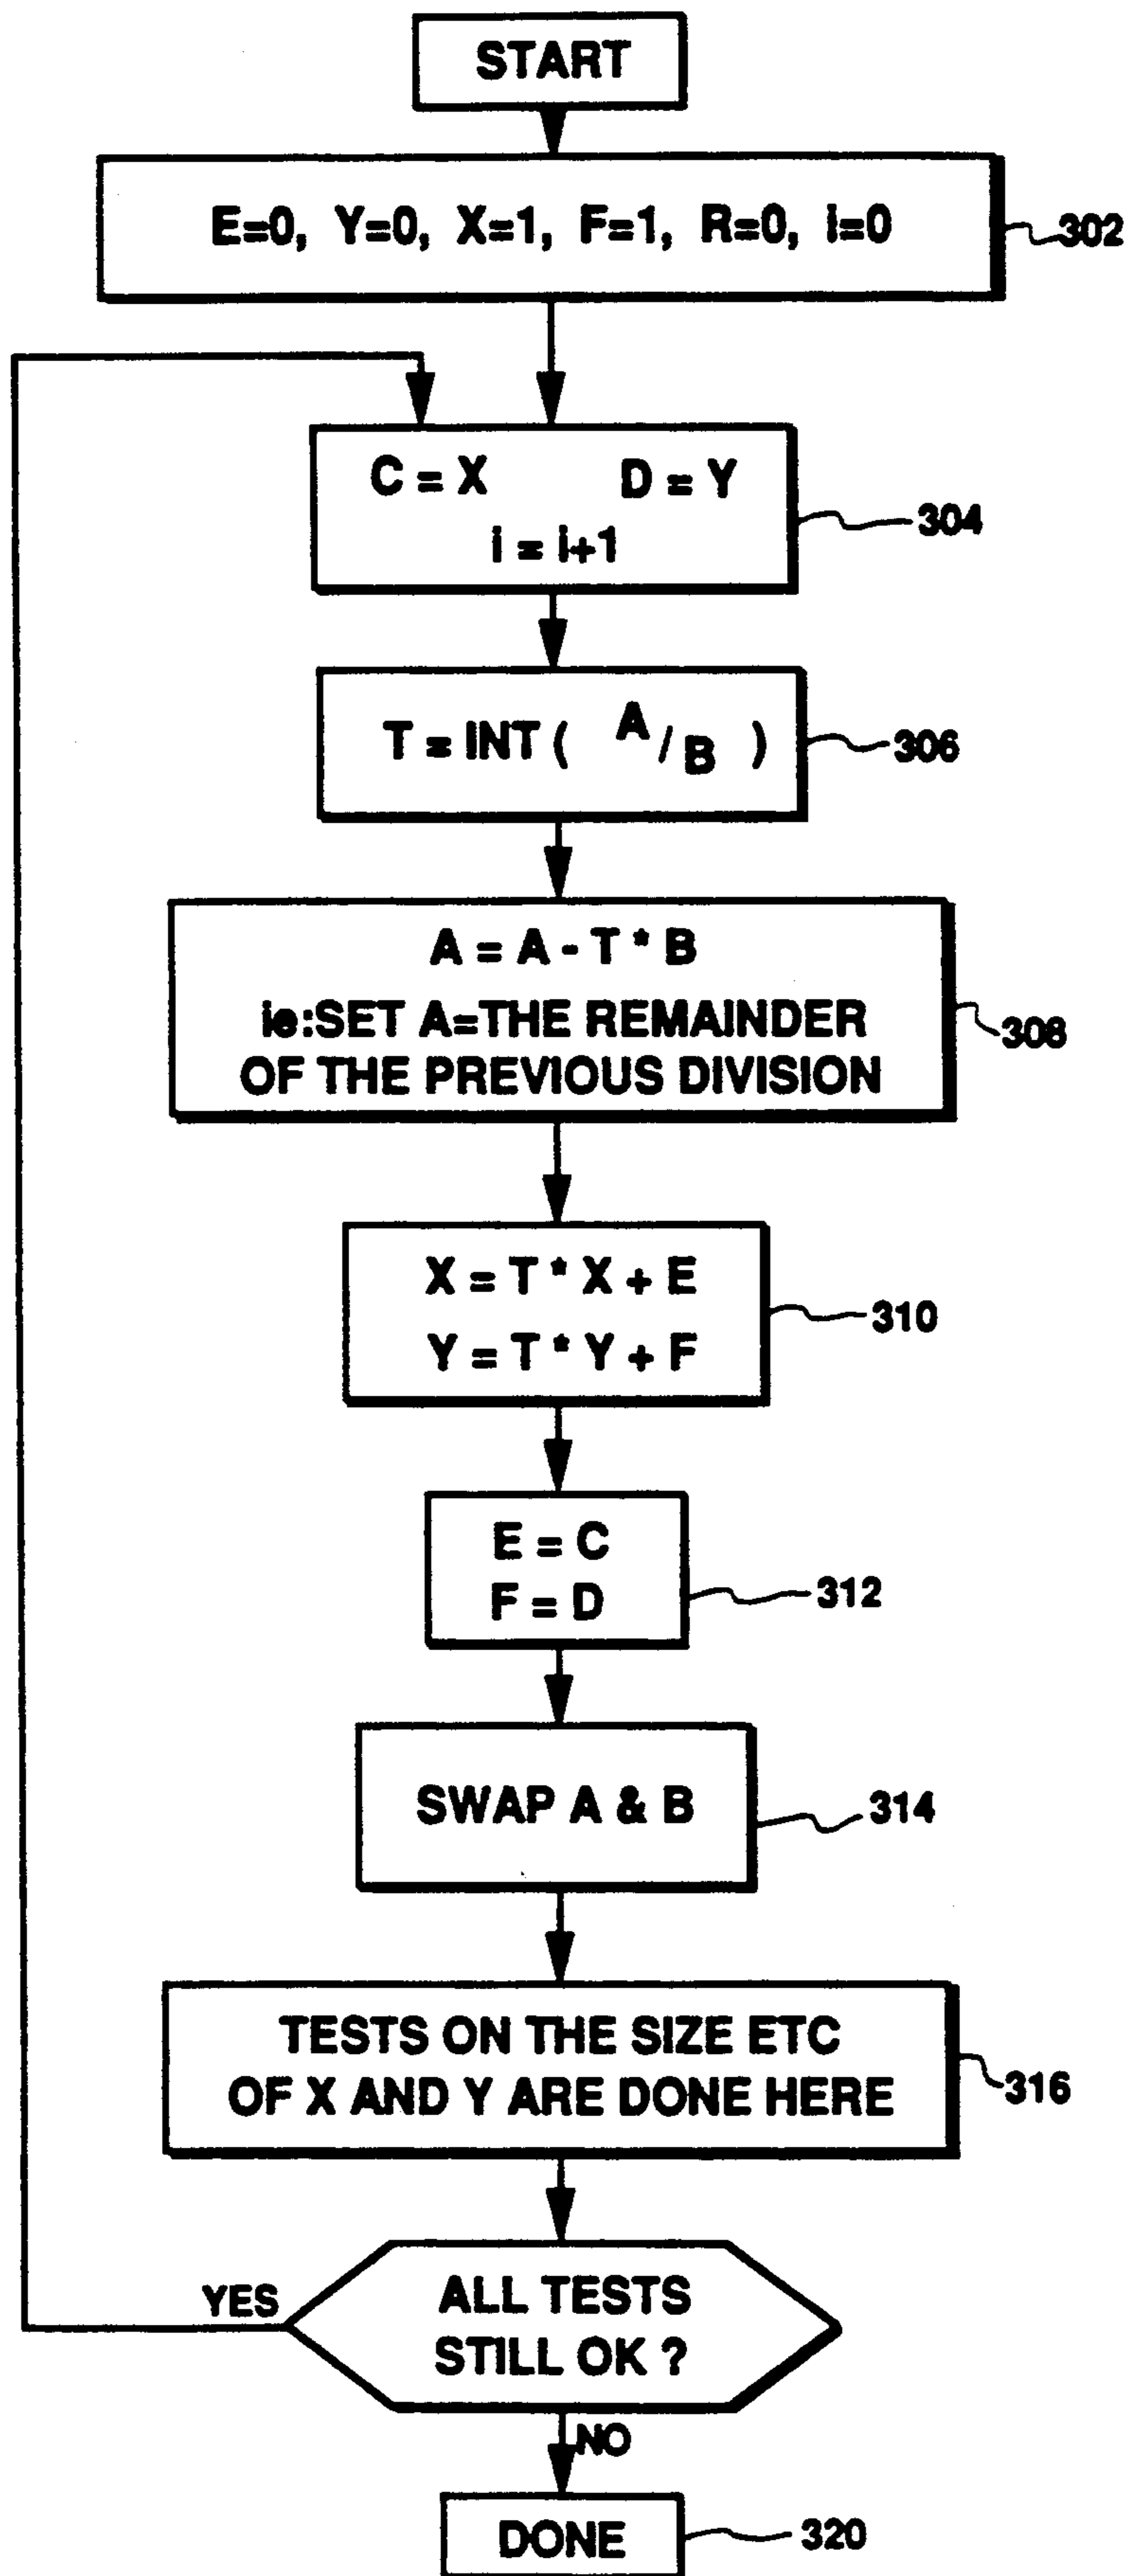 START
E=0, Y=0, X=1, F=1, R=0, i=0
302
C = X D = Y
i = i+1
304
T = INT ( A / B )
306
A = A - T * B
ie:SET A=THE REMAINDER
OF THE PREVIOUS DIVISION
308
X = T * X + E
Y = T * Y + F
310
E = C
F = D
312
SWAP A & B
314
TESTS ON THE SIZE ETC
OF X AND Y ARE DONE HERE
316
YES
ALL TESTS
STILL OK ?
NO
DONE
320